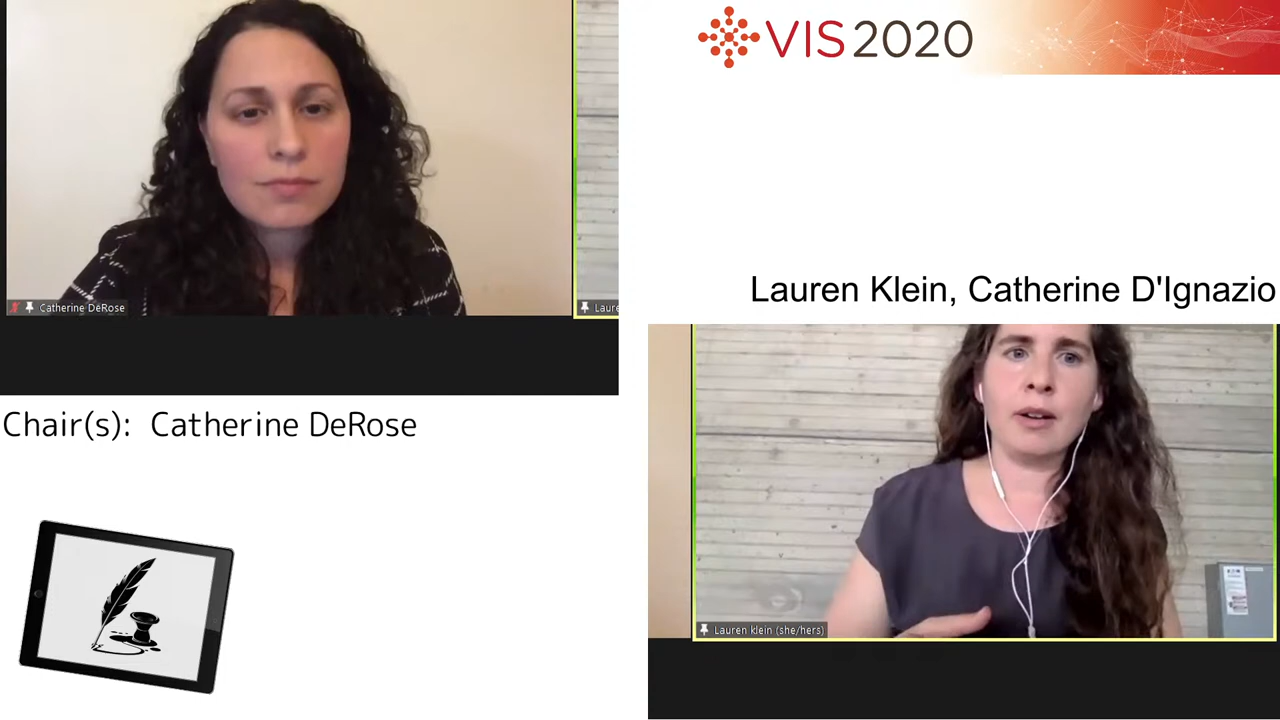 VIS2020
Lauren Klein, Catherine D'Ignazio
Catherine DeRose
Laure
Chair(s): Catherine DeRose
Lauren klein (she/hers)